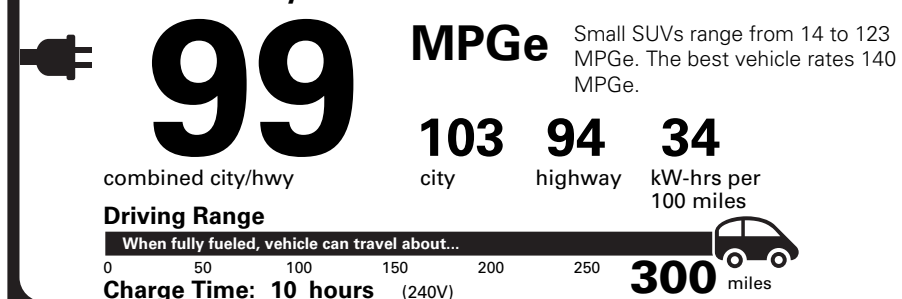 99
MPGe
Small SUVs range from 14 to 123
MPGe. The best vehicle rates 140
MPGe.
103 94 34
combined city/hwy
city highway kW-hrs per
100 miles
Driving Range
When fully fueled, vehicle can travel about...
0 50 100 150 200 250 300 miles
Charge Time: 10 hours (240V)